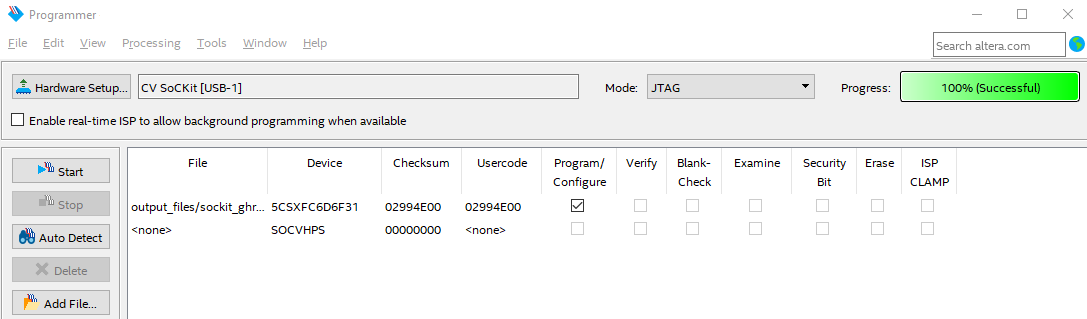 Programmer
File Edit View Processing Tools Window Help
Search altera.com
Hardware Setup... CV SoCKit [USB-1] Mode: JTAG Progress: 100% (Successful)
Enable real-time ISP to allow background programming when available
Start
Stop
Auto Detect
Delete
Add File...
File Device Checksum Usercode Program/ Verify Blank- Examine Security Erase ISP
Configure Check Bit CLAMP
output_files/sockit_ghr... 5CSXFC6D6F31 02994E00 02994E00
<none> SOCVHPS 00000000 <none>